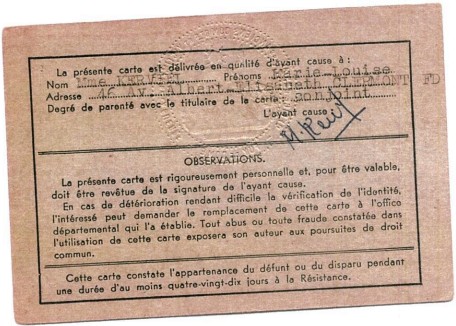 La présente carte est délivrée en qualité d'ayant cause à :
Nom Mme Prénoms Marie-Louise
Adresse Av. Albert-Elisabeth CLERMONT FD
Degré de parenté avec le titulaire de la carte : conjoint
L'ayant cause :
OBSERVATIONS.
La présente carte est rigoureusement personnelle et, pour être valable,
doit être revêtue de la signature de l'ayant cause.
En cas de détérioration rendant difficile la vérification de l'identité,
l'intéressé peut demander le remplacement de cette carte à l'office
départemental qui l'a établie. Tout abus ou toute fraude constatée dans
l'utilisation de cette carte exposera son auteur aux poursuites de droit
commun.
Cette carte constate l'appartenance du défunt ou du disparu pendant
une durée d'au moins quatre-vingt-dix jours à la Résistance.